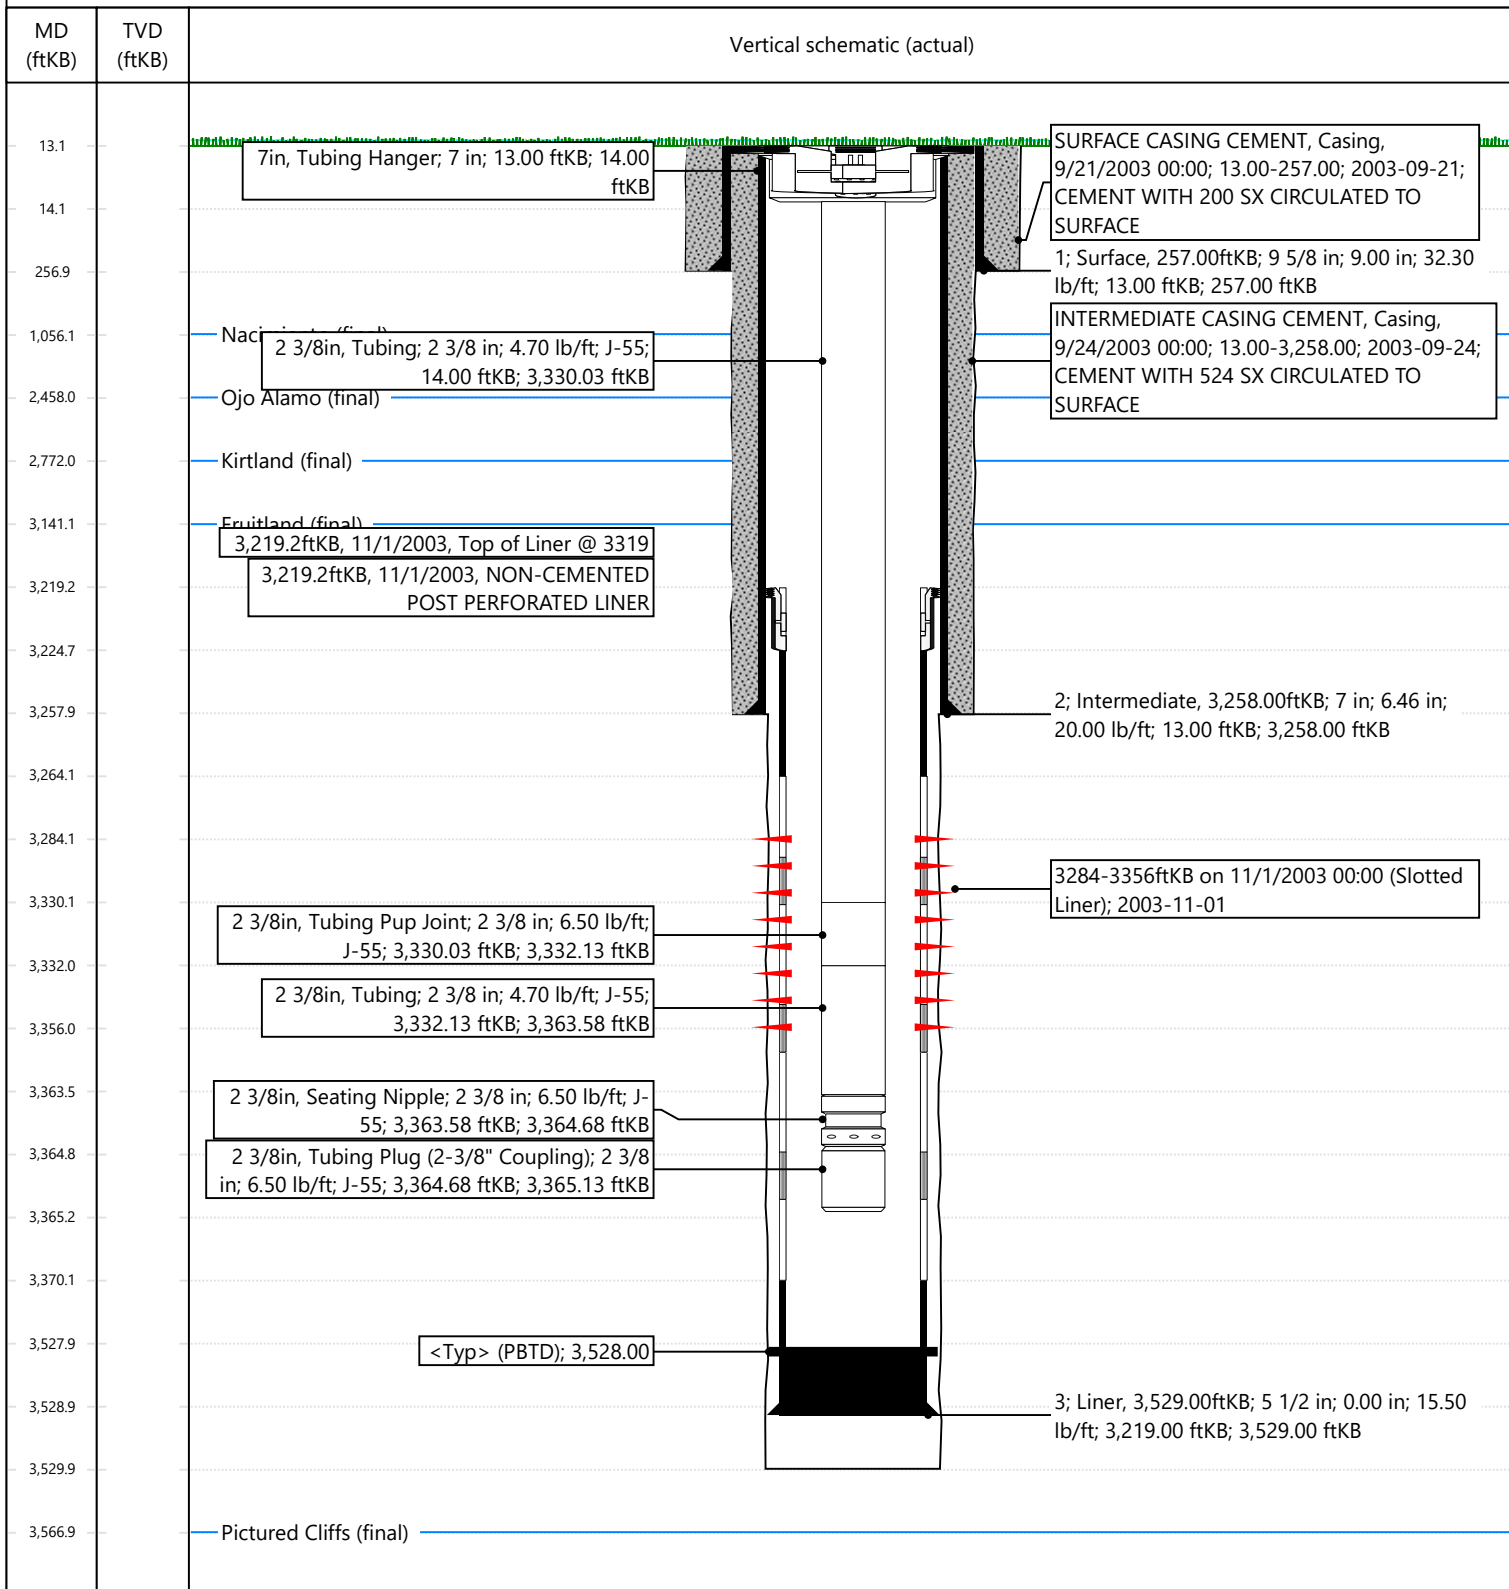 MD
(ftKB)
TVD
(ftKB)
Vertical schematic (actual)
13.1
14.1
256.9
1,056.1
2,458.0
2,772.0
3,141.1
3,219.2
3,224.7
3,257.9
3,264.1
3,284.1
3,330.1
3,332.0
3,356.0
3,363.5
3,364.8
3,365.2
3,370.1
3,527.9
3,528.9
3,529.9
3,566.9
7in, Tubing Hanger; 7 in; 13.00 ftKB; 14.00
ftKB
SURFACE CASING CEMENT, Casing,
9/21/2003 00:00; 13.00-257.00; 2003-09-21;
CEMENT WITH 200 SX CIRCULATED TO
SURFACE
1; Surface, 257.00ftKB; 9 5/8 in; 9.00 in; 32.30
lb/ft; 13.00 ftKB; 257.00 ftKB
(final)
2 3/8in, Tubing; 2 3/8 in; 4.70 lb/ft; J-55;
14.00 ftKB; 3,330.03 ftKB
INTERMEDIATE CASING CEMENT, Casing,
9/24/2003 00:00; 13.00-3,258.00; 2003-09-24;
CEMENT WITH 524 SX CIRCULATED TO
SURFACE
Ojo Alamo (final)
Kirtland (final)
Fruitland (final)
3,219.2ftKB, 11/1/2003, Top of Liner @ 3319
3,219.2ftKB, 11/1/2003, NON-CEMENTED
POST PERFORATED LINER
2; Intermediate, 3,258.00ftKB; 7 in; 6.46 in;
20.00 lb/ft; 13.00 ftKB; 3,258.00 ftKB
3284-3356ftKB on 11/1/2003 00:00 (Slotted
Liner); 2003-11-01
2 3/8in, Tubing Pup Joint; 2 3/8 in; 6.50 lb/ft;
J-55; 3,330.03 ftKB; 3,332.13 ftKB
2 3/8in, Tubing; 2 3/8 in; 4.70 lb/ft; J-55;
3,332.13 ftKB; 3,363.58 ftKB
2 3/8in, Seating Nipple; 2 3/8 in; 6.50 lb/ft; J-
55; 3,363.58 ftKB; 3,364.68 ftKB
2 3/8in, Tubing Plug (2-3/8" Coupling); 2 3/8
in; 6.50 lb/ft; J-55; 3,364.68 ftKB; 3,365.13 ftKB
<Typ> (PBTD); 3,528.00
3; Liner, 3,529.00ftKB; 5 1/2 in; 0.00 in; 15.50
lb/ft; 3,219.00 ftKB; 3,529.00 ftKB
Pictured Cliffs (final)